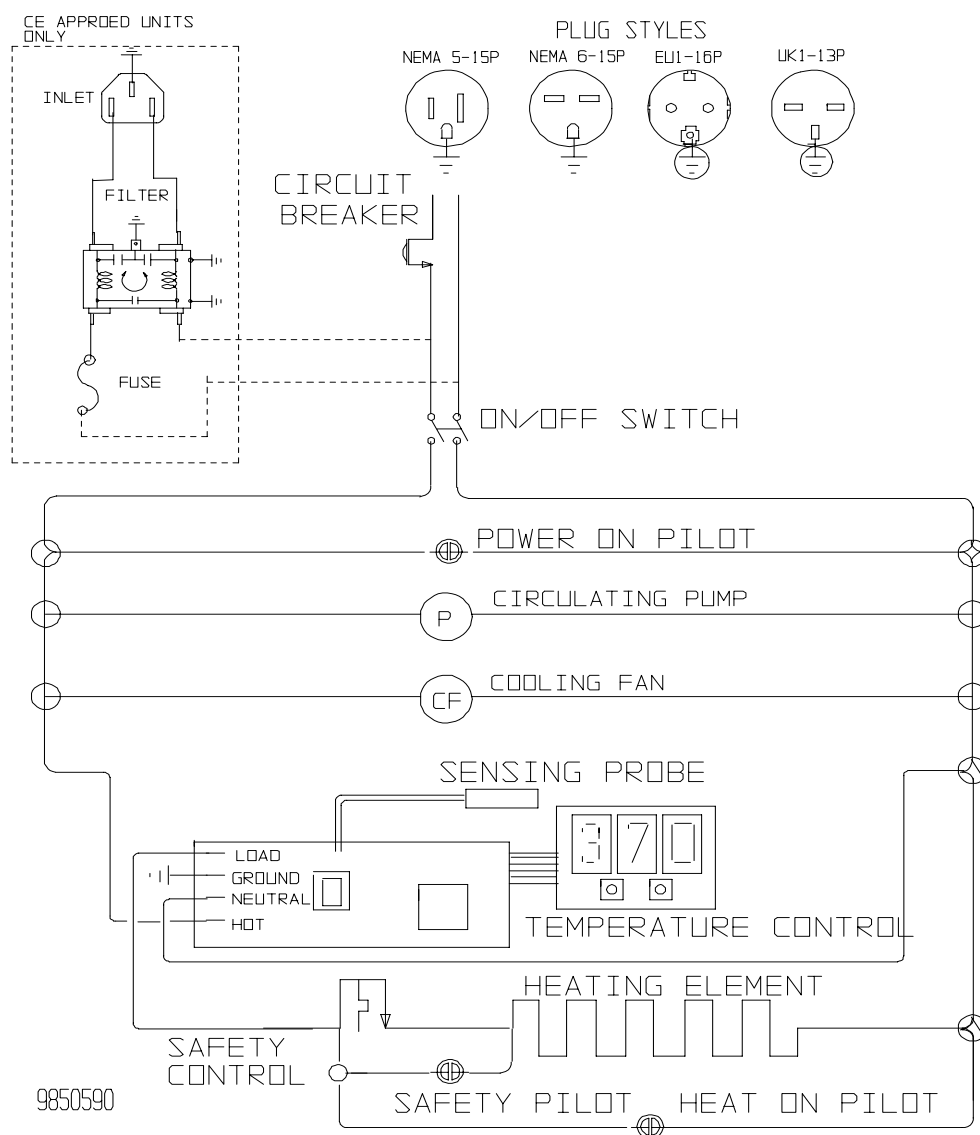 CE APPROED UNITS
ONLY
INLET
FILTER
FUSE
PLUG STYLES
NEMA 5-15P
NEMA 6-15P
EU1-16P
UK1-13P
CIRCUIT
BREAKER
ON/OFF SWITCH
POWER ON PILOT
CIRCULATING PUMP
P
COOLING FAN
CF
SENSING PROBE
370
LOAD
GROUND
NEUTRAL
HOT
TEMPERATURE CONTROL
HEATING ELEMENT
SAFETY
CONTROL
SAFETY PILOT
HEAT ON PILOT
9850590